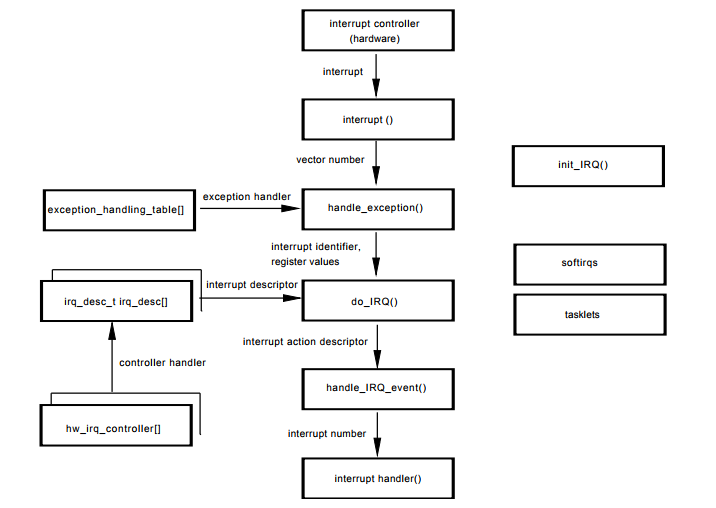 interrupt controller
(hardware)
interrupt
interrupt ()
vector number
init_IRQ()
exception handler
exception_handling_table[]
handle_exception()
interrupt identifier,
register values
softirqs
interrupt descriptor
irq_desc_t irq_desc[]
do_IRQ()
tasklets
interrupt action descriptor
controller handler
handle_IRQ_event()
hw_irq_controller[]
interrupt number
interrupt handler()